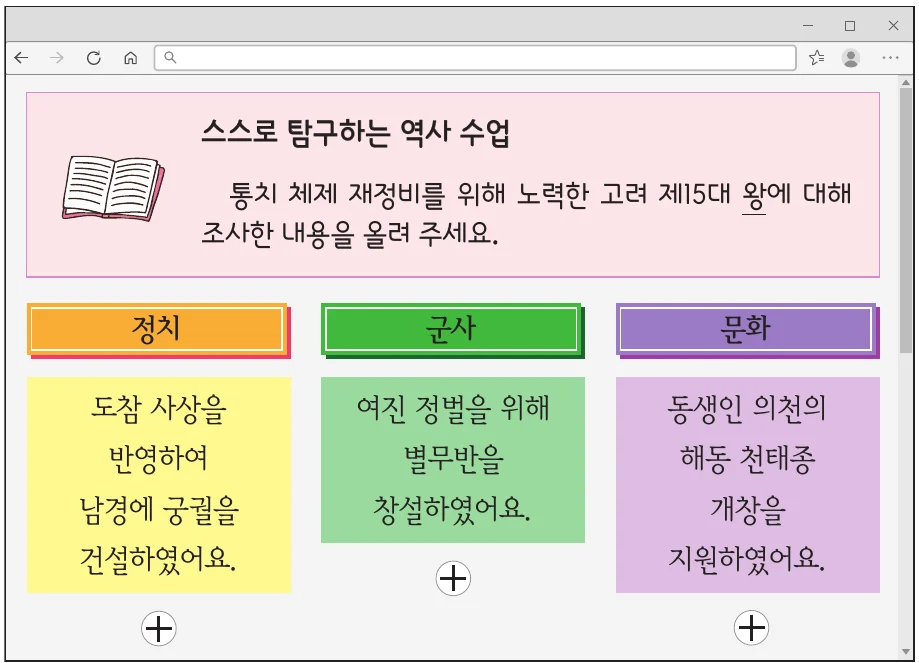 스스로 탐구하는 역사 수업
통치 체제 재정비를 위해 노력한 고려 제15대 왕에 대해
조사한 내용을 올려 주세요.
정치
도참 사상을
반영하여
남경에 궁궐을
건설하였어요.
군사
여진 정벌을 위해
별무반을
창설하였어요.
문화
동생인 의천의
해동 천태종
개창을
지원하였어요.